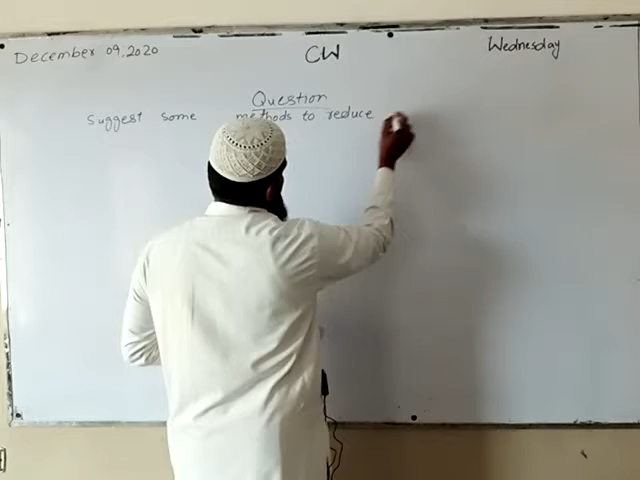 December 09, 2020 CW Wednesday
Question
Suggest some methods to reduce